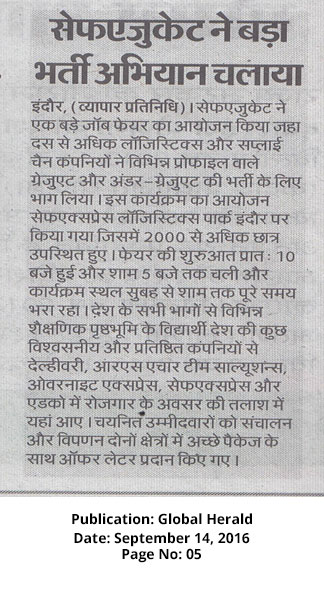 सेफएजुकेट ने बड़ा
भर्ती अभियान चलाया
इंदौर, (व्यापार प्रतिनिधि)। सेफएजुकेट ने
एक बड़े जॉब फेयर का आयोजन किया जहा
दस से अधिक लॉजिस्टिक्स और सप्लाई
चैन कंपनियों ने विभिन्न प्रोफाइल वाले
ग्रेजुएट और अंडर-ग्रेजुएट की भर्ती के लिए
भाग लिया। इस कार्यक्रम का आयोजन
सेफएक्सप्रेस लॉजिस्टिक्स पार्क इंदौर पर
किया गया जिसमें 2000 से अधिक छात्र
उपस्थित हुए। फेयर की शुरुआत प्रात: 10
बजे हुई और शाम 5 बजे तक चली और
कार्यक्रम स्थल सुबह से शाम तक पूरे समय
भरा रहा। देश के सभी भागों से विभिन्न
शैक्षणिक पृष्ठभूमि के विद्यार्थी देश की कुछ
विश्वसनीय और प्रतिष्ठित कंपनियों से
देल्हीवरी, आरएस एचार टीम साल्यूशन्स,
ओवरनाइट एक्सप्रेस, सेफएक्सप्रेस और
एडको में रोजगार के अवसर की तलाश में
यहां आए। चयनित उम्मीदवारों को संचालन
और विपणन दोनों क्षेत्रों में अच्छे पैकेज के
साथ ऑफर लेटर प्रदान किए गए।
Publication: Global Herald
Date: September 14, 2016
Page No: 05